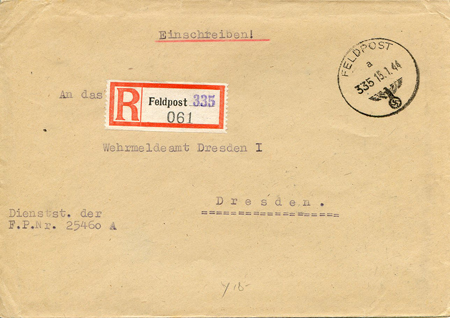 Einschreiben!
FELDPOST
a
335 15.1.44
An das
R Feldpost 335
061
Wehrmeldeamt Dresden I
Dresden.
Dienstst. der
F.P.Nr. 25460 A